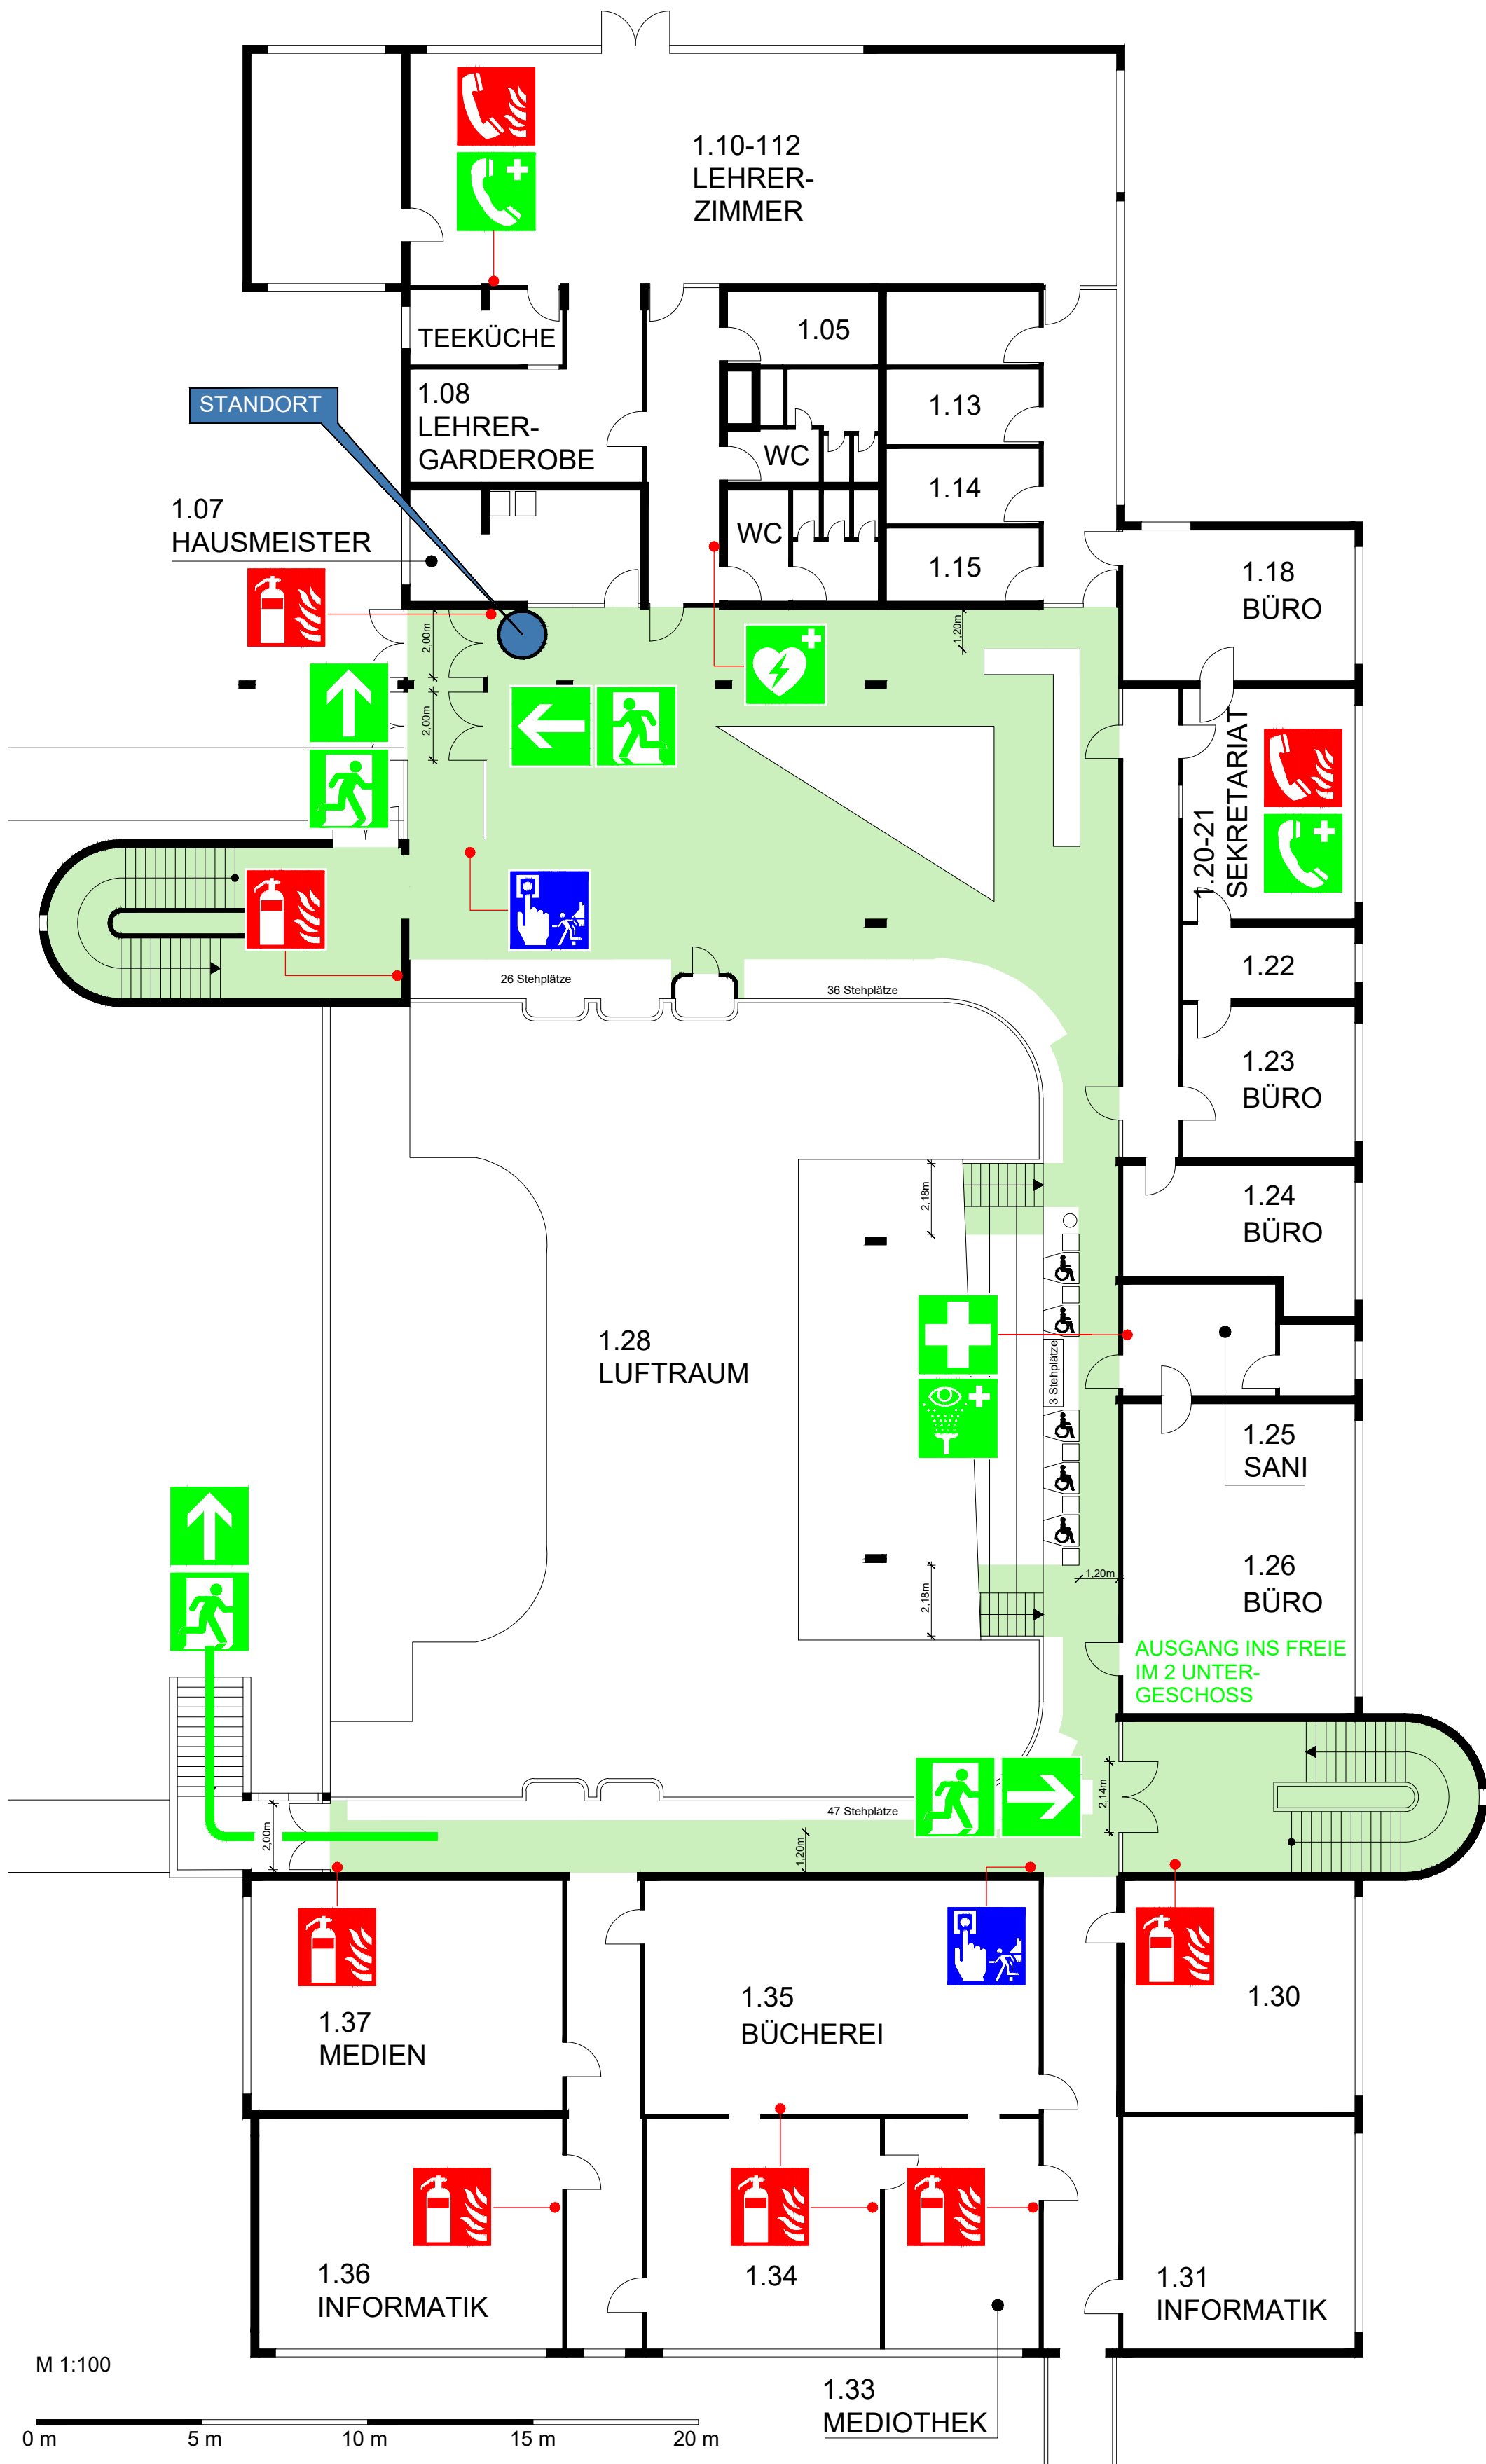 1.10-112
LEHRER-
ZIMMER
TEEKÜCHE
1.05
STANDORT
1.08
LEHRER-
GARDEROBE
1.13
WC
1.14
1.07
HAUSMEISTER
WC
1.15
1.18
BÜRO
2,00m
1,20m
2,00m
1.20-21
SEKRETARIAT
26 Stehplätze
36 Stehplätze
1.22
1.23
BÜRO
2,18m
1.24
BÜRO
1.28
LUFTRAUM
3 Stehplätze
1.25
SANI
2,18m
1,20m
1.26
BÜRO
AUSGANG INS FREIE
IM 2 UNTER-
GESCHOSS
47 Stehplätze
2,14m
2,00m
1,20m
1.37
MEDIEN
1.35
BÜCHEREI
1.30
1.36
INFORMATIK
1.34
1.31
INFORMATIK
1.33
MEDIOTHEK
M 1:100
0 m
5 m
10 m
15 m
20 m